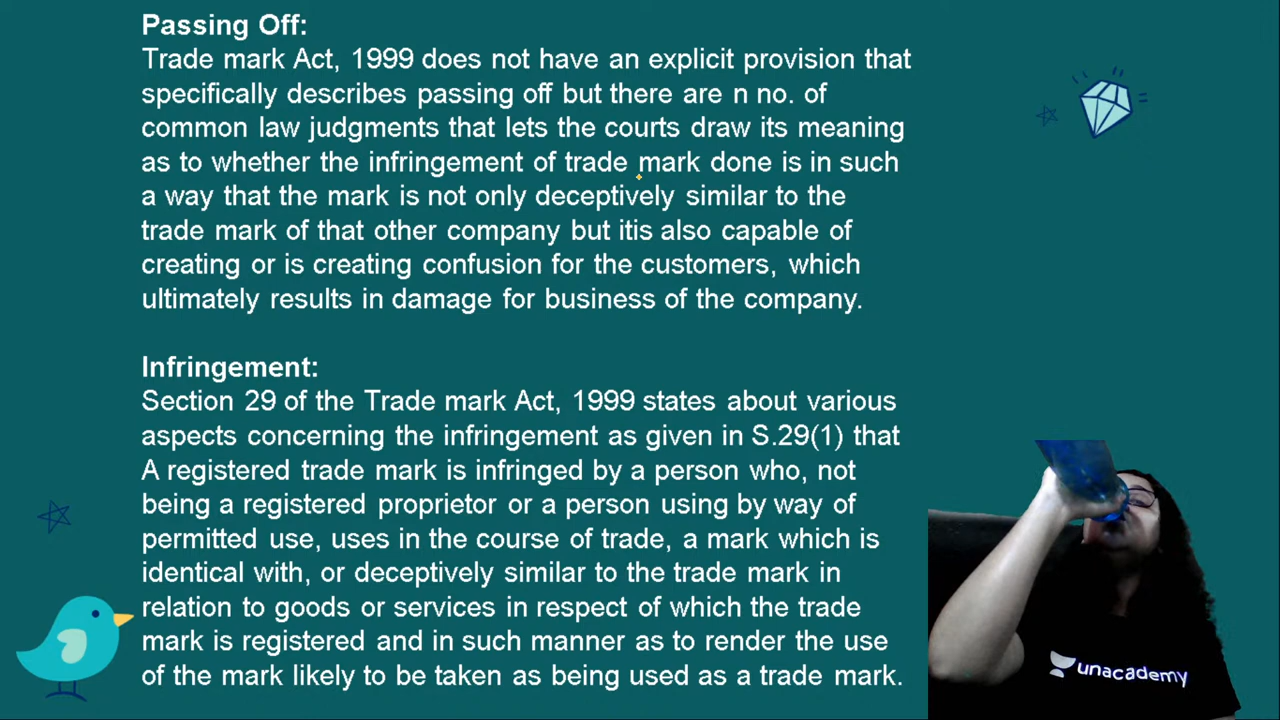 Passing Off:
Trade mark Act, 1999 does not have an explicit provision that
specifically describes passing off but there are n no. of
common law judgments that lets the courts draw its meaning
as to whether the infringement of trade mark done is in such
a way that the mark is not only deceptively similar to the
trade mark of that other company but itis also capable of
creating or is creating confusion for the customers, which
ultimately results in damage for business of the company.
Infringement:
Section 29 of the Trade mark Act, 1999 states about various
aspects concerning the infringement as given in S.29(1) that
A registered trade mark is infringed by a person who, not
being a registered proprietor or a person using by way of
permitted use, uses in the course of trade, a mark which is
identical with, or deceptively similar to the trade mark in
relation to goods or services in respect of which the trade
mark is registered and in such manner as to render the use
of the mark likely to be taken as being used as a trade mark.
unacademy